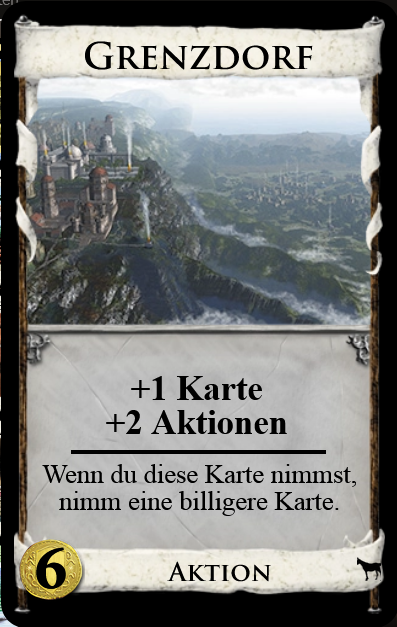 GRENZDORF
+1 Karte
+2 Aktionen
Wenn du diese Karte nimmst,
nimm eine billigere Karte.
6
AKTION